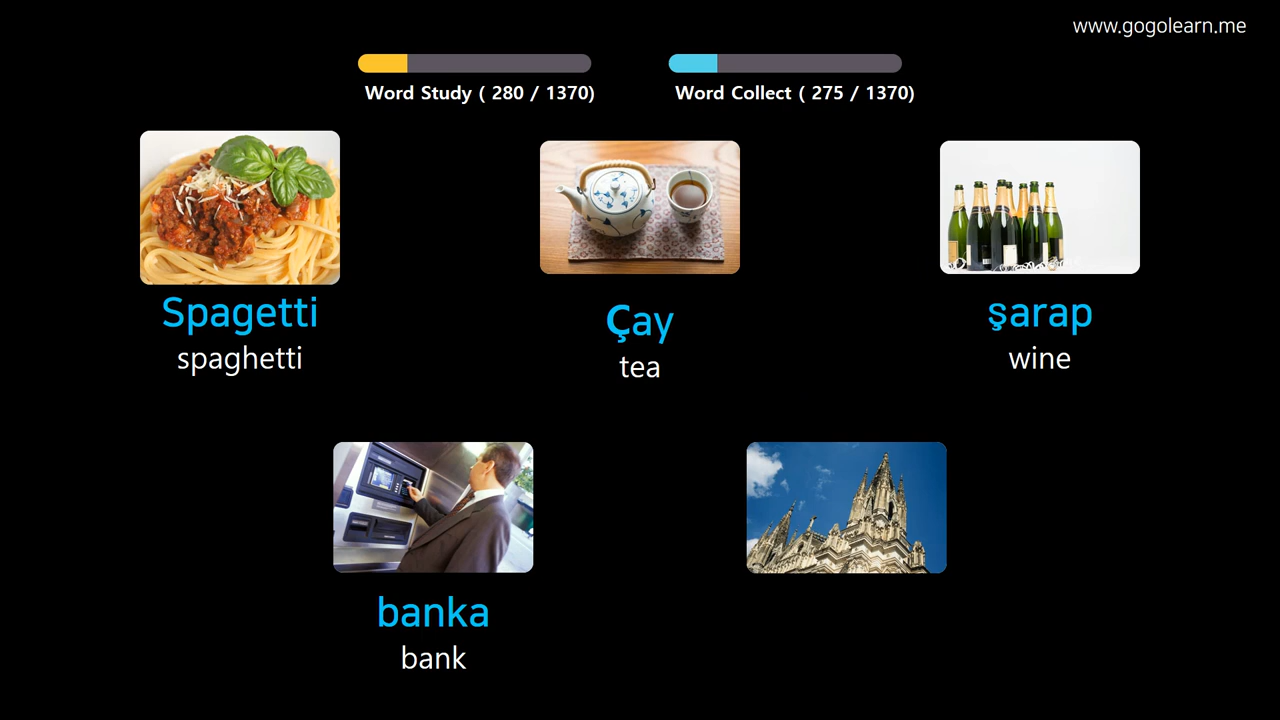 www.gogolearn.me
Word Study ( 280 / 1370)
Word Collect ( 275 / 1370)
Spagetti
spaghetti
Çay
tea
şarap
wine
banka
bank